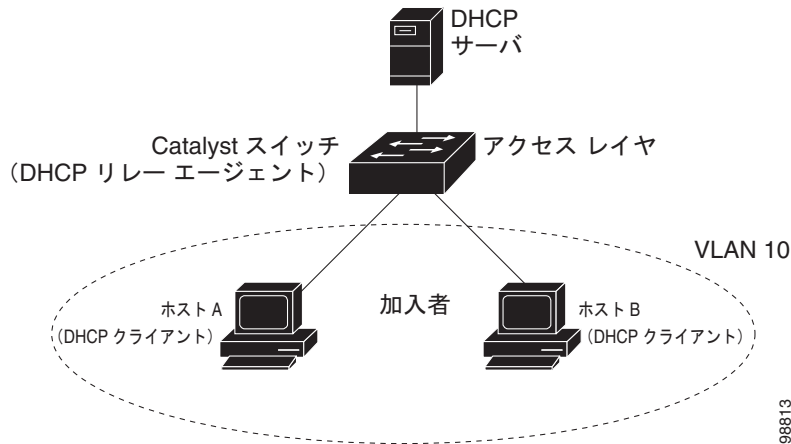 DHCP
サーバ
Catalyst スイッチ
(DHCP リレー エージェント)
アクセス レイヤ
VLAN 10
ホスト A
(DHCP クライアント)
加入者
ホスト B
(DHCP クライアント)
98813